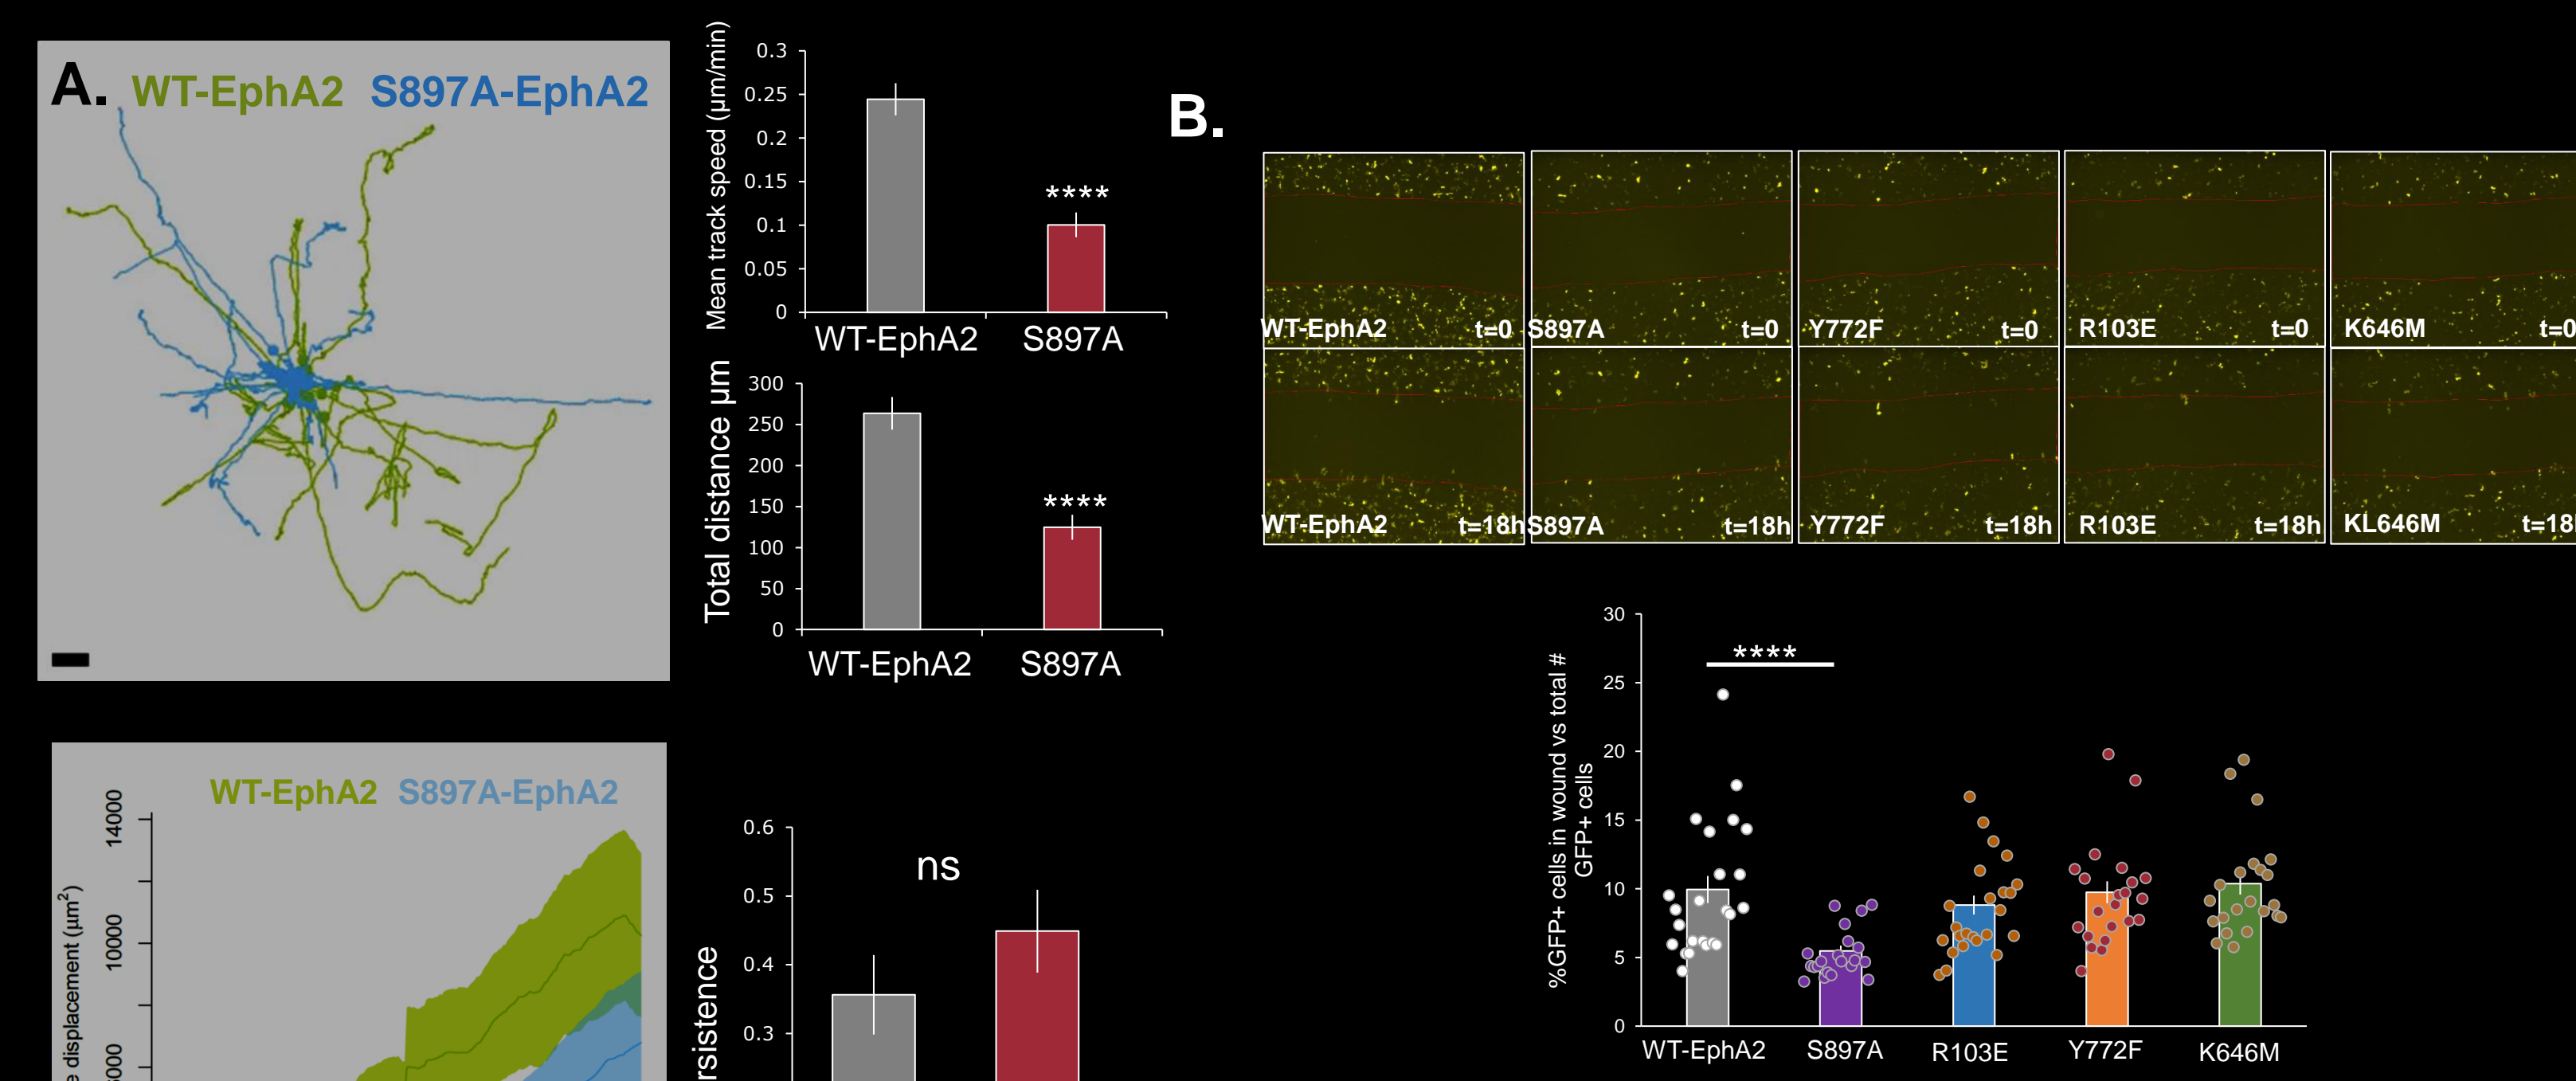 A. WT-EphA2 S897A-EphA2
Mean track speed (μm/min)
0.3
0.25
0.2
0.15
0.1
0.05
0
****
WT-EphA2 S897A
Total distance μm
300
250
200
150
100
50
0
****
WT-EphA2 S897A
WT-EphA2 S897A-EphA2
displacement (μm²)
14000
10000
0.6
0.5
0.4
0.3
ns
B.
WT-EphA2 t=0 S897A t=0 Y772F t=0 R103E t=0 K646M t=0
WT-EphA2 t=18h S897A t=18h Y772F t=18h R103E t=18h KL646M t=18
%GFP+ cells in wound vs total #
GFP+ cells
30
25
20
15
10
5
0
****
WT-EphA2 S897A R103E Y772F K646M